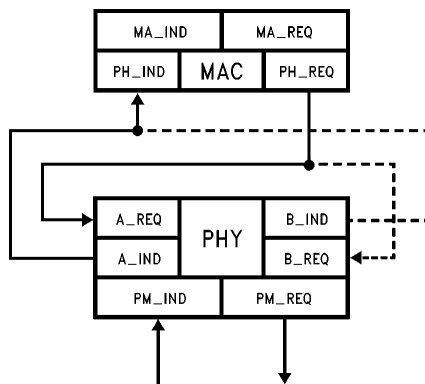 MA_IND MA_REQ
PH_IND MAC PH_REQ
A_REQ PHY B_IND
A_IND B_REQ
PM_IND PM_REQ